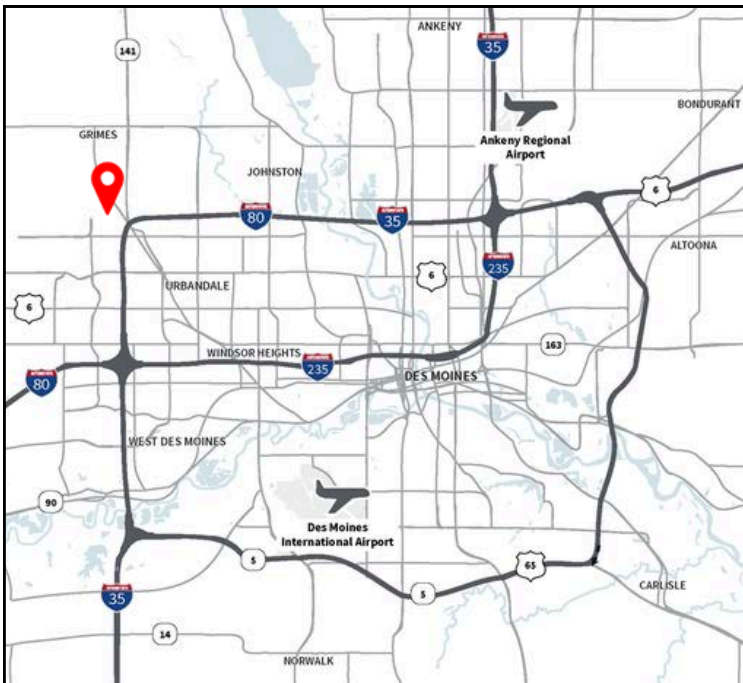 ANKENY
141
35
BONDURANT
Ankeny Regional
Airport
GRIMES
JOHNSTON
6
80
35
ALTOONA
235
6
URBANDALE
6
163
WINDSOR HEIGHTS
235
DES MOINES
80
WEST DES MOINES
90
Des Moines
International Airport
5
65
CARLISLE
35
5
14
NORWALK